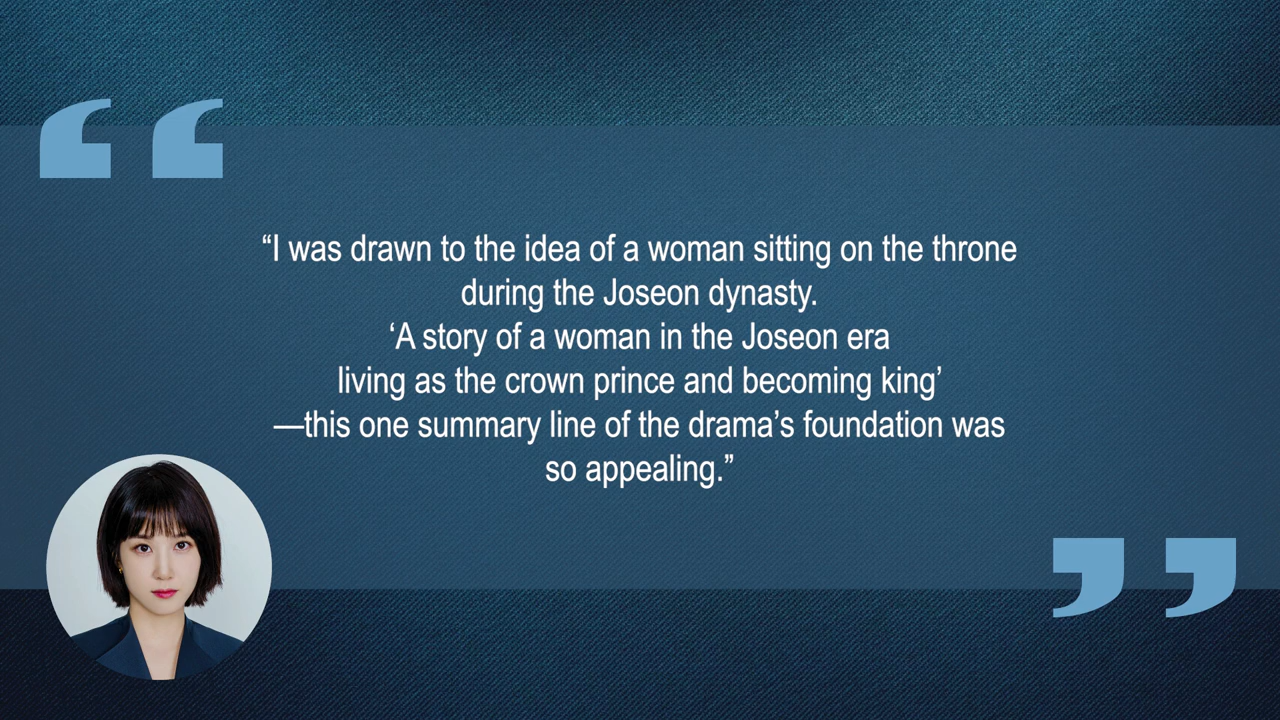 “I was drawn to the idea of a woman sitting on the throne
during the Joseon dynasty.
‘A story of a woman in the Joseon era
living as the crown prince and becoming king’
—this one summary line of the drama’s foundation was
so appealing.”